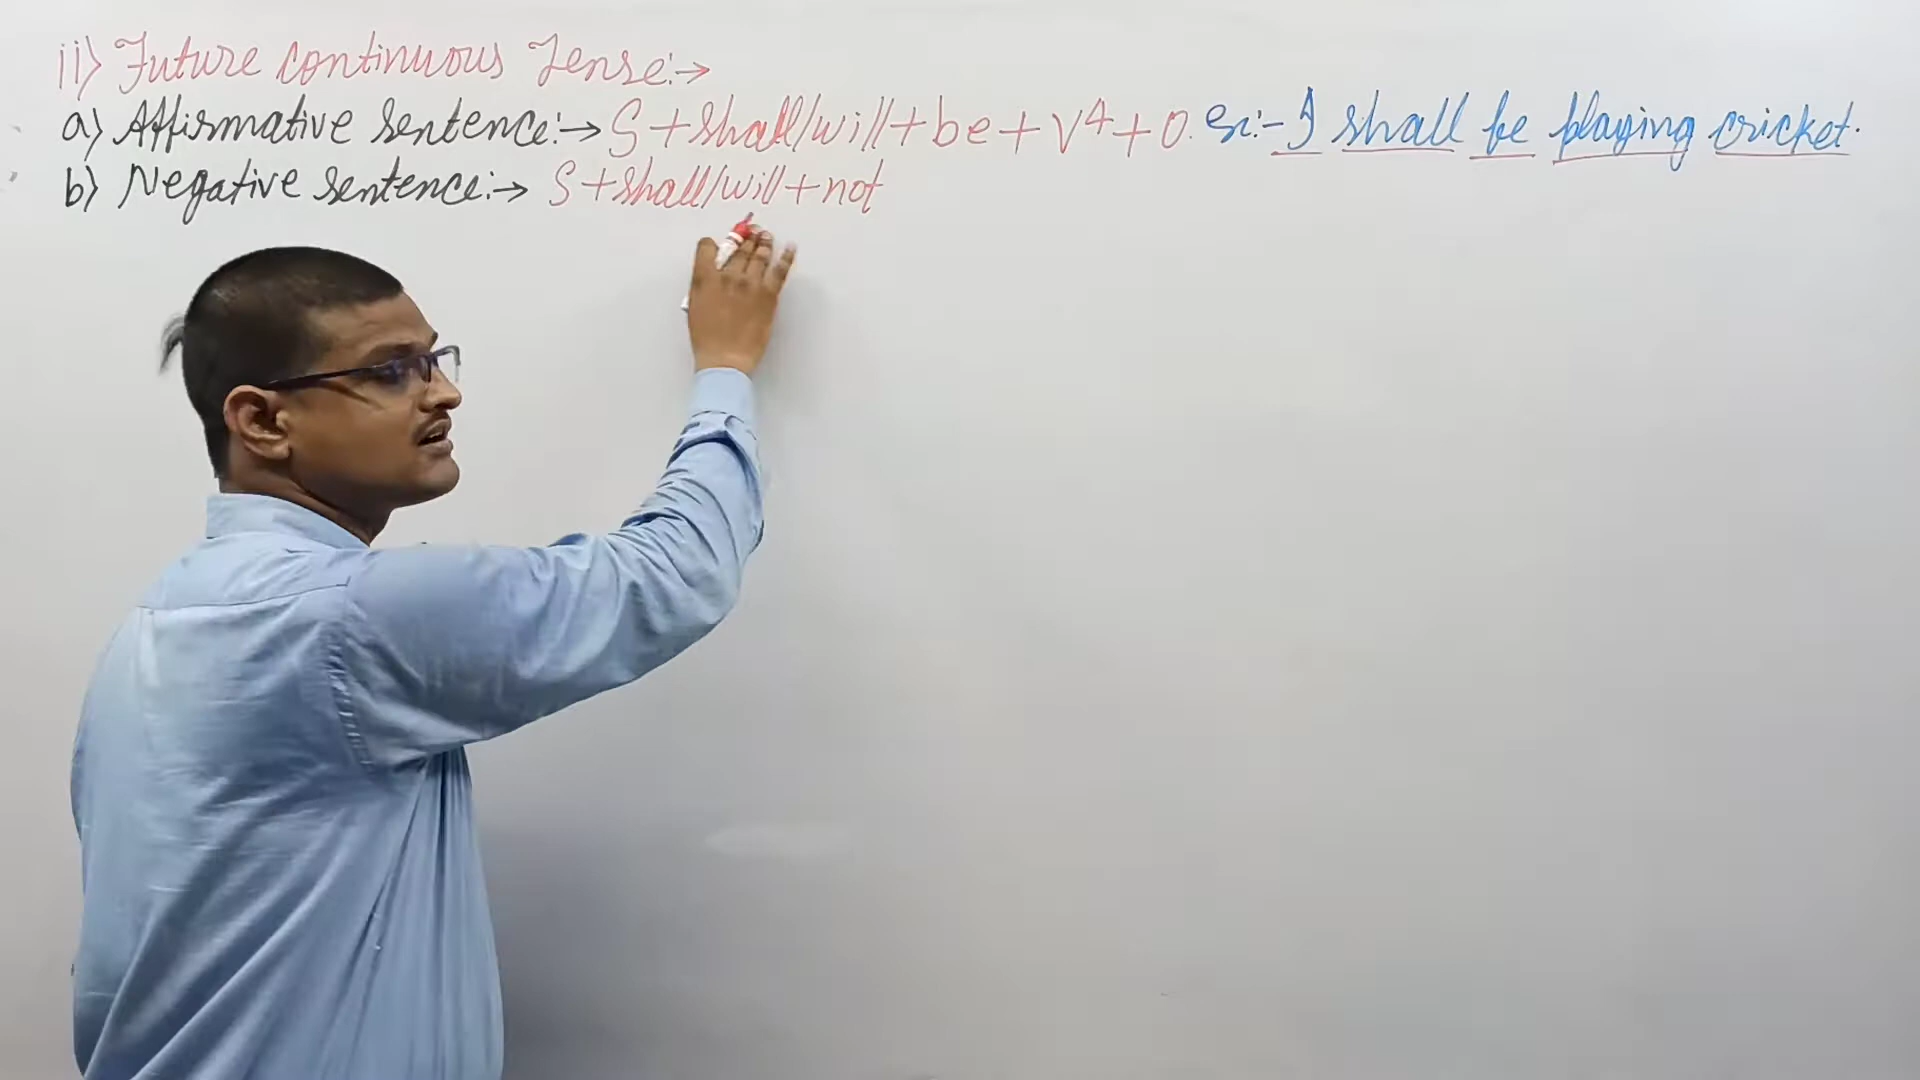 ii) Future continuous Tense:→
a) Affirmative sentence:→ S+shall/will+be+V⁴+O. Ex:- I shall be playing cricket.
b) Negative sentence:→ S+shall/will+not